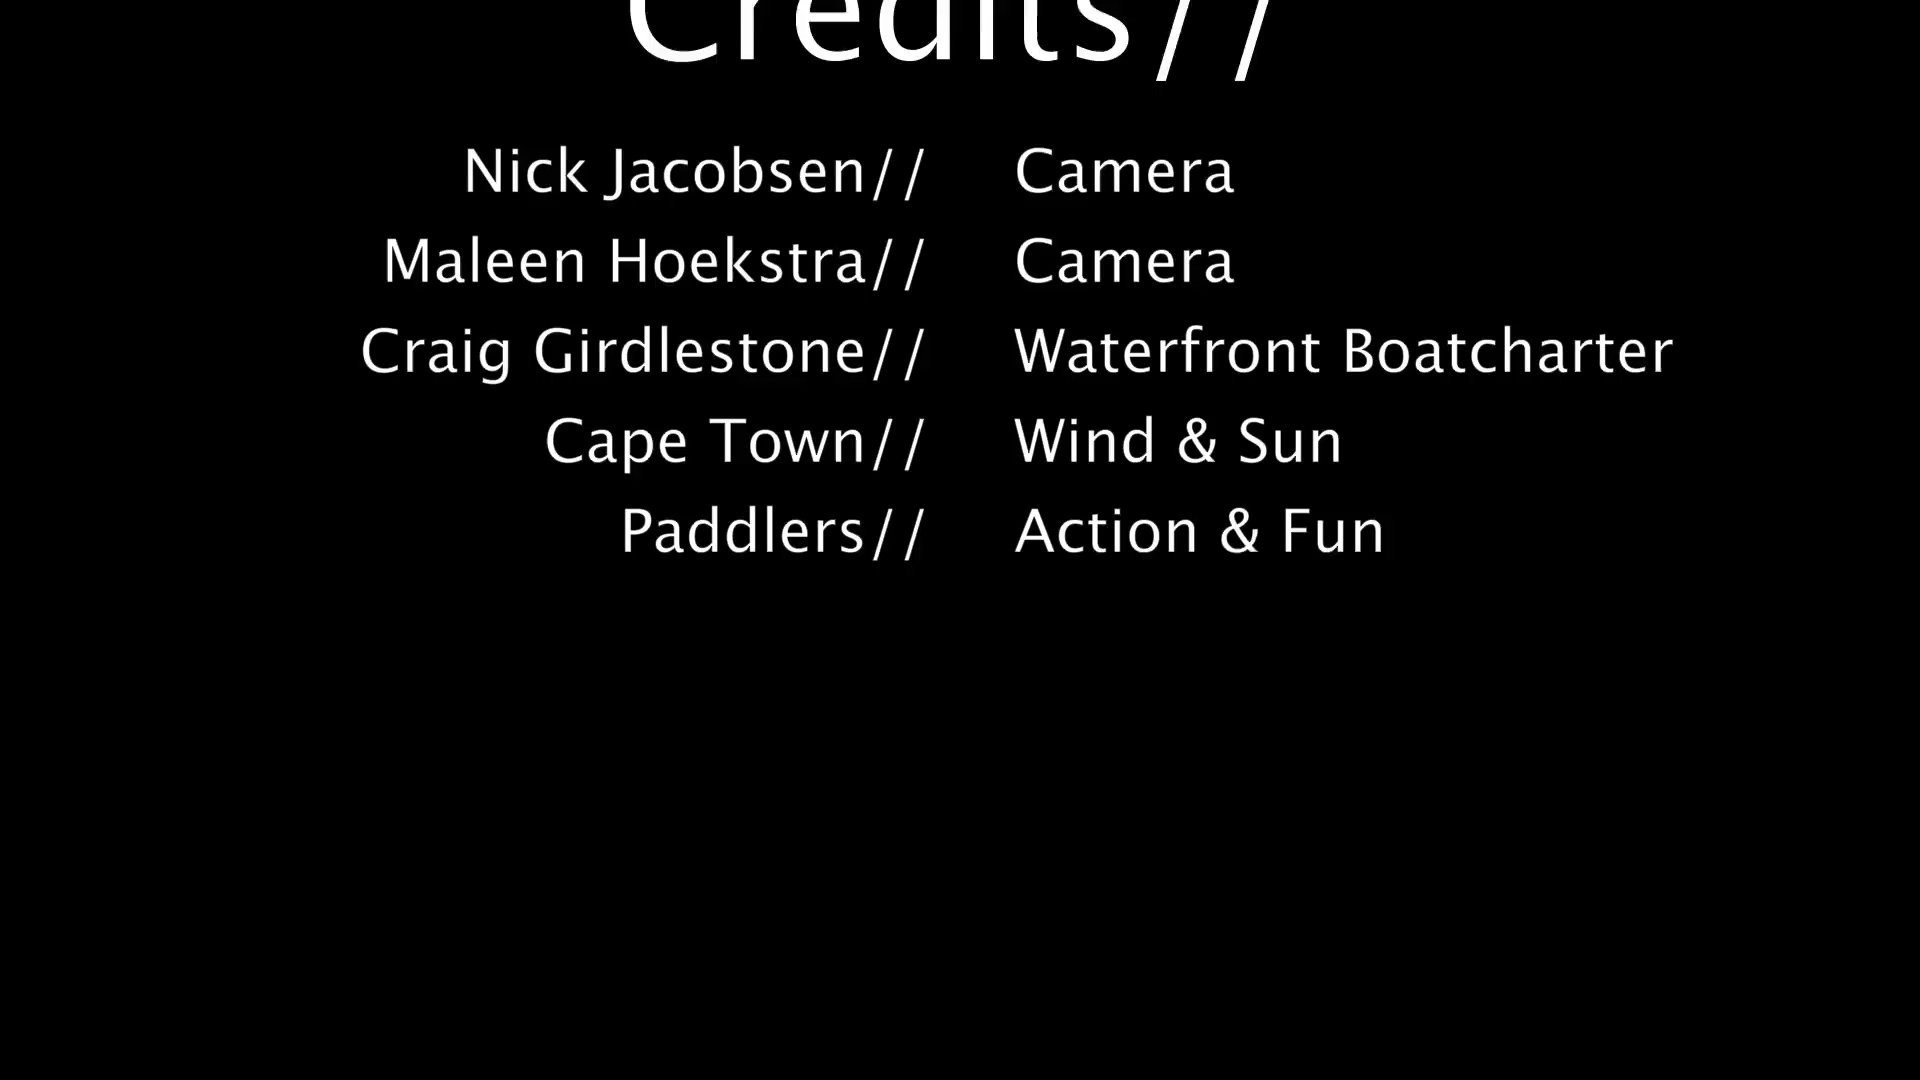 Credits//
Nick Jacobsen// Camera
Maleen Hoekstra// Camera
Craig Girdlestone// Waterfront Boatcharter
Cape Town// Wind & Sun
Paddlers// Action & Fun